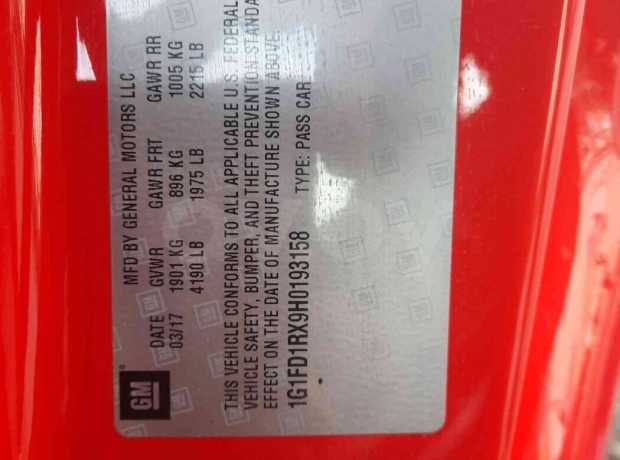 GM
MFD BY GENERAL MOTORS LLC
DATE GVWR GAWR FRT GAWR RR
03/17 1901 KG 896 KG 1005 KG
4190 LB 1975 LB 2215 LB
THIS VEHICLE CONFORMS TO ALL APPLICABLE U.S. FEDERAL
VEHICLE SAFETY, BUMPER, AND THEFT PREVENTION STANDA
EFFECT ON THE DATE OF MANUFACTURE SHOWN ABOVE.
1G1FD1RX9H0193158 TYPE: PASS CAR